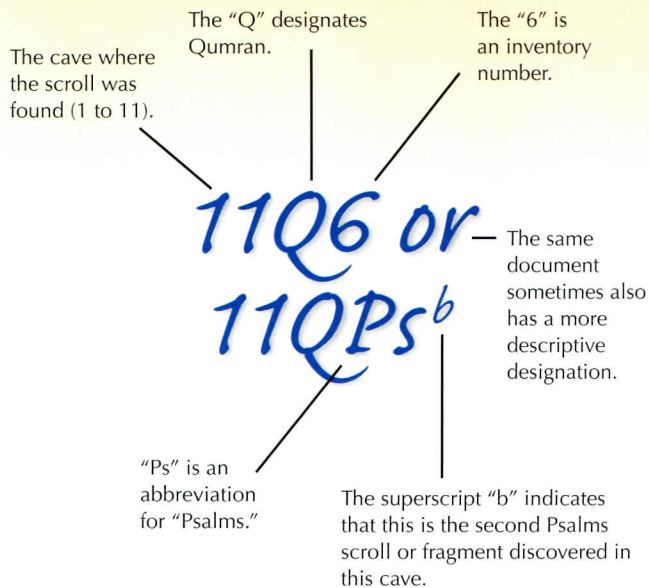 The “Q” designates
Qumran.
The “6” is
an inventory
number.
The cave where
the scroll was
found (1 to 11).
11Q6 or
11QPsᵇ
The same
document
sometimes also
has a more
descriptive
designation.
“Ps” is an
abbreviation
for “Psalms.”
The superscript “b” indicates
that this is the second Psalms
scroll or fragment discovered in
this cave.